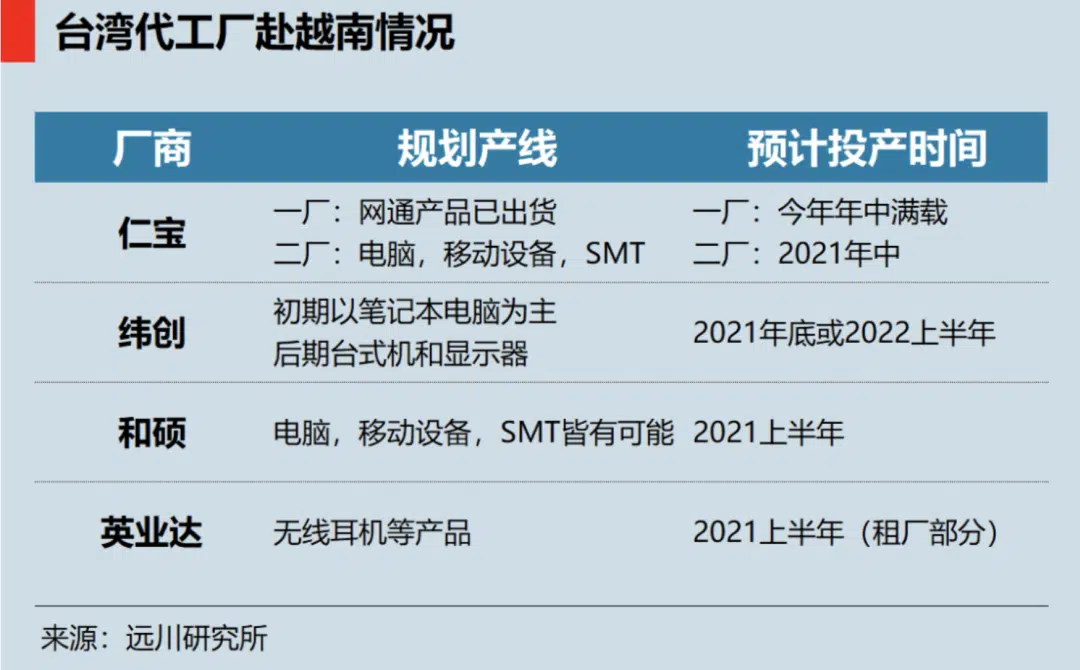 台湾代工厂赴越南情况
厂商 规划产线 预计投产时间
仁宝
一厂：网通产品已出货
二厂：电脑，移动设备，SMT
一厂：今年年中满载
二厂：2021年中
纬创
初期以笔记本电脑为主
后期台式机和显示器
2021年底或2022上半年
和硕
电脑，移动设备，SMT皆有可能
2021上半年
英业达
无线耳机等产品
2021上半年（租厂部分）
来源：远川研究所